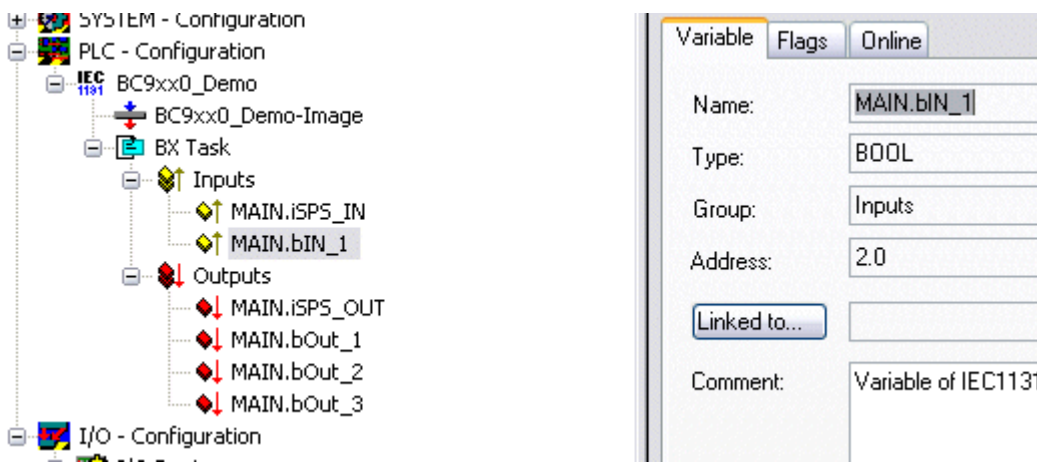 SYSTEM - Configuration
PLC - Configuration
IEC 1131 BC9xx0_Demo
BC9xx0_Demo-Image
BX Task
Inputs
MAIN.iSPS_IN
MAIN.bIN_1
Outputs
MAIN.iSPS_OUT
MAIN.bOut_1
MAIN.bOut_2
MAIN.bOut_3
I/O - Configuration
Variable Flags Online
Name: MAIN.bIN_1
Type: BOOL
Group: Inputs
Address: 2.0
Linked to...
Comment: Variable of IEC1131